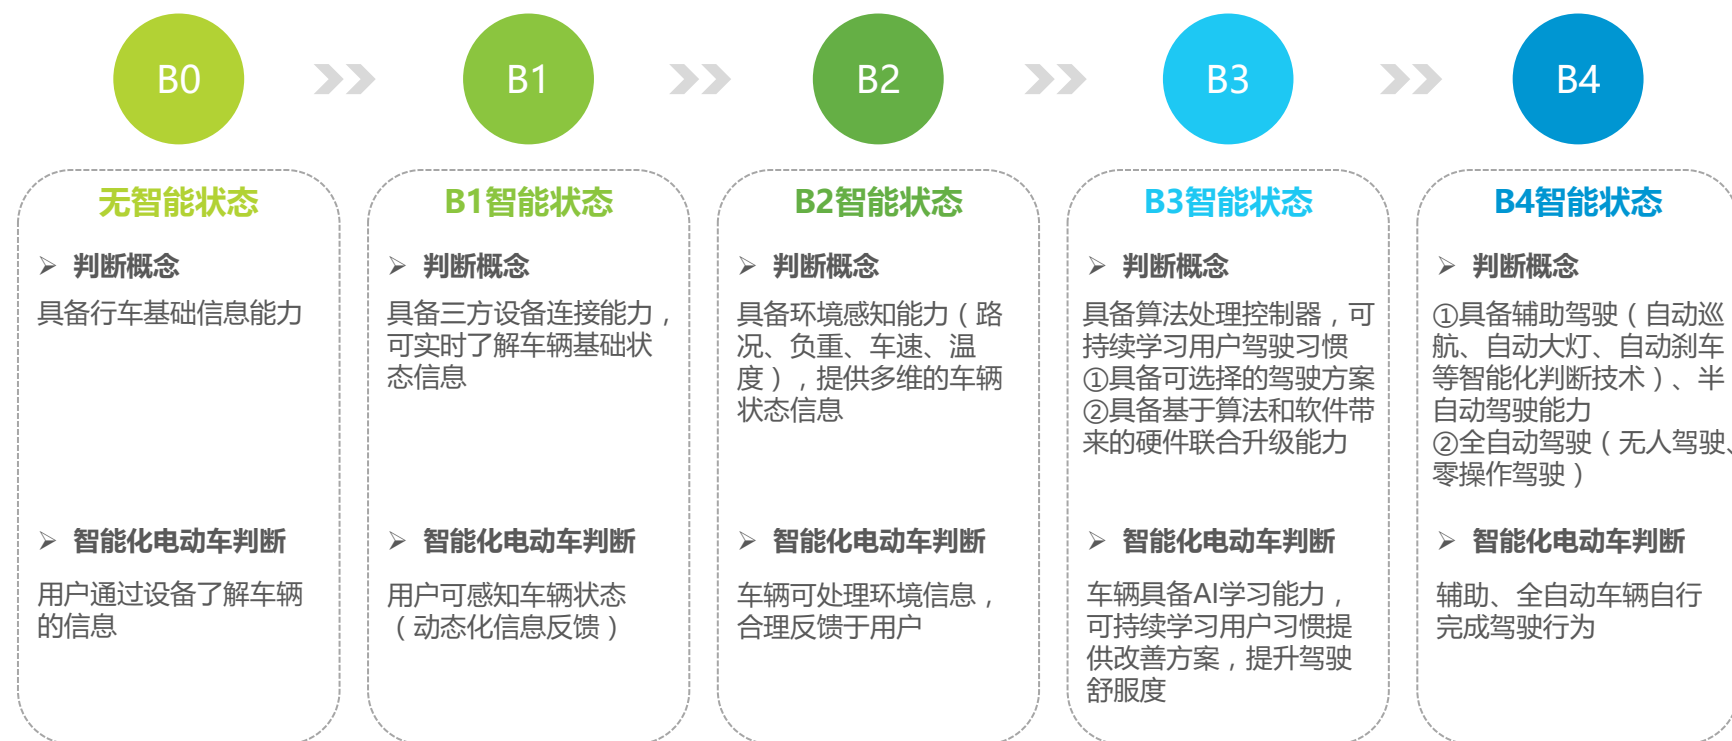 B0
B1
B2
B3
B4
无智能状态
➢ 判断概念
具备行车基础信息能力
➢ 智能化电动车判断
用户通过设备了解车辆
的信息
B1智能状态
➢ 判断概念
具备三方设备连接能力，
可实时了解车辆基础状
态信息
➢ 智能化电动车判断
用户可感知车辆状态
（动态化信息反馈）
B2智能状态
➢ 判断概念
具备环境感知能力（路
况、负重、车速、温
度），提供多维的车辆
状态信息
➢ 智能化电动车判断
车辆可处理环境信息，
合理反馈于用户
B3智能状态
➢ 判断概念
具备算法处理控制器，可
持续学习用户驾驶习惯
①具备可选择的驾驶方案
②具备基于算法和软件带
来的硬件联合升级能力
➢ 智能化电动车判断
车辆具备AI学习能力，
可持续学习用户习惯提
供改善方案，提升驾驶
舒服度
B4智能状态
➢ 判断概念
①具备辅助驾驶（自动巡
航、自动大灯、自动刹车
等智能化判断技术）、半
自动驾驶能力
②全自动驾驶（无人驾驶、
零操作驾驶）
➢ 智能化电动车判断
辅助、全自动车辆自行
完成驾驶行为